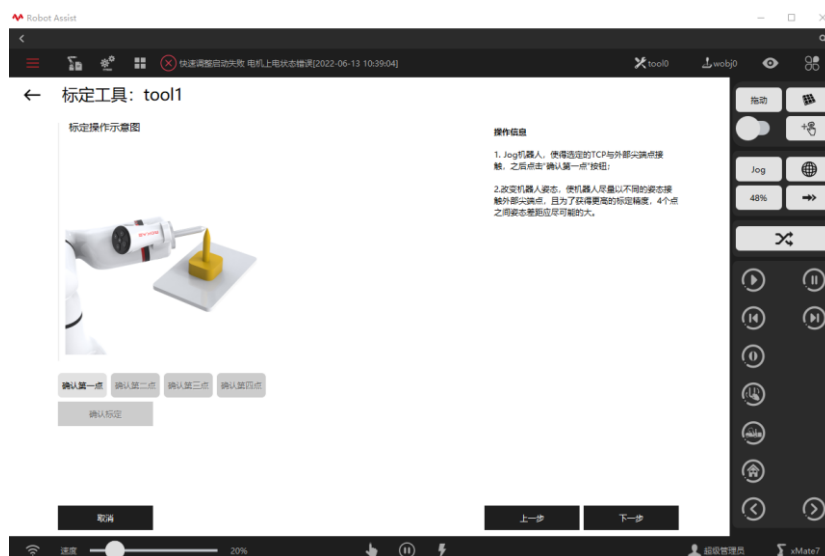 Robot Assist
快速调整启动失败 电机上电状态错误[2022-06-13 10:39:04]
tool0
wobj0
标定工具：tool1
拖动
标定操作示意图
操作信息
1. Jog机器人，使得选定的TCP与外部尖端点接
触，之后点击“确认第一点”按钮；
2.改变机器人姿态，使机器人尽量以不同的姿态接
触外部尖端点，且为了获得更高的标定精度，4个点
之间姿态差距应尽可能的大。
Jog
48%
确认第一点
确认第二点
确认第三点
确认第四点
确认标定
取消
上一步
下一步
速度
20%
超级管理员
xMate7